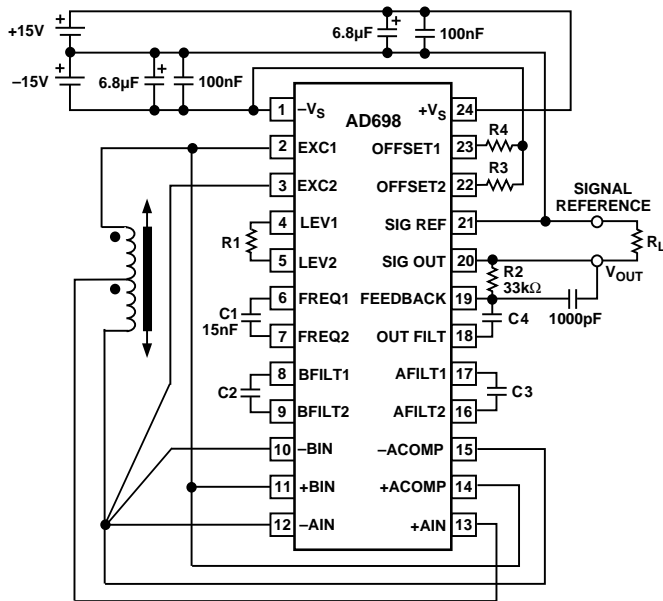 +15V
–15V
6.8µF
100nF
6.8µF
100nF
AD698
1 –VS
2 EXC1
3 EXC2
4 LEV1
R1
5 LEV2
6 FREQ1
C1
15nF
7 FREQ2
8 BFILT1
C2
9 BFILT2
10 –BIN
11 +BIN
12 –AIN
+VS 24
OFFSET1 23
R4
OFFSET2 22
R3
SIG REF 21
SIGNAL
REFERENCE
RL
SIG OUT 20
VOUT
R2
33kΩ
FEEDBACK 19
1000pF
C4
OUT FILT 18
AFILT1 17
C3
AFILT2 16
–ACOMP 15
+ACOMP 14
+AIN 13